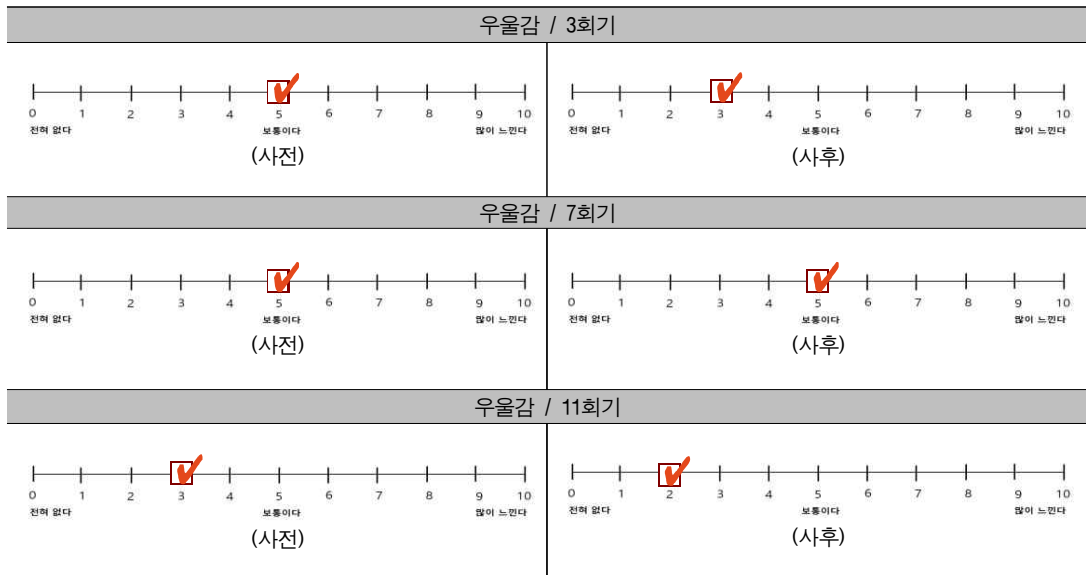 우울감 / 3회기
0 1 2 3 4 5 6 7 8 9 10
전혀 없다 보통이다 많이 느낀다
(사전)
0 1 2 3 4 5 6 7 8 9 10
전혀 없다 보통이다 많이 느낀다
(사후)
우울감 / 7회기
0 1 2 3 4 5 6 7 8 9 10
전혀 없다 보통이다 많이 느낀다
(사전)
0 1 2 3 4 5 6 7 8 9 10
전혀 없다 보통이다 많이 느낀다
(사후)
우울감 / 11회기
0 1 2 3 4 5 6 7 8 9 10
전혀 없다 보통이다 많이 느낀다
(사전)
0 1 2 3 4 5 6 7 8 9 10
전혀 없다 보통이다 많이 느낀다
(사후)